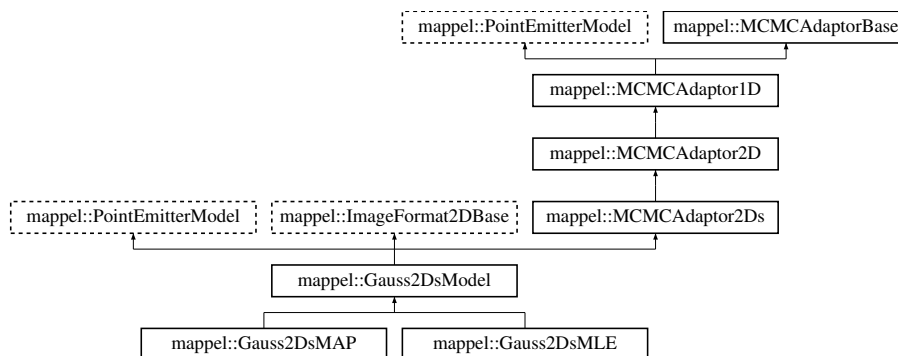 mappel::PointEmitterModel
mappel::MCMCAdaptorBase
mappel::MCMCAdaptor1D
mappel::MCMCAdaptor2D
mappel::PointEmitterModel
mappel::ImageFormat2DBase
mappel::MCMCAdaptor2Ds
mappel::Gauss2DsModel
mappel::Gauss2DsMAP
mappel::Gauss2DsMLE